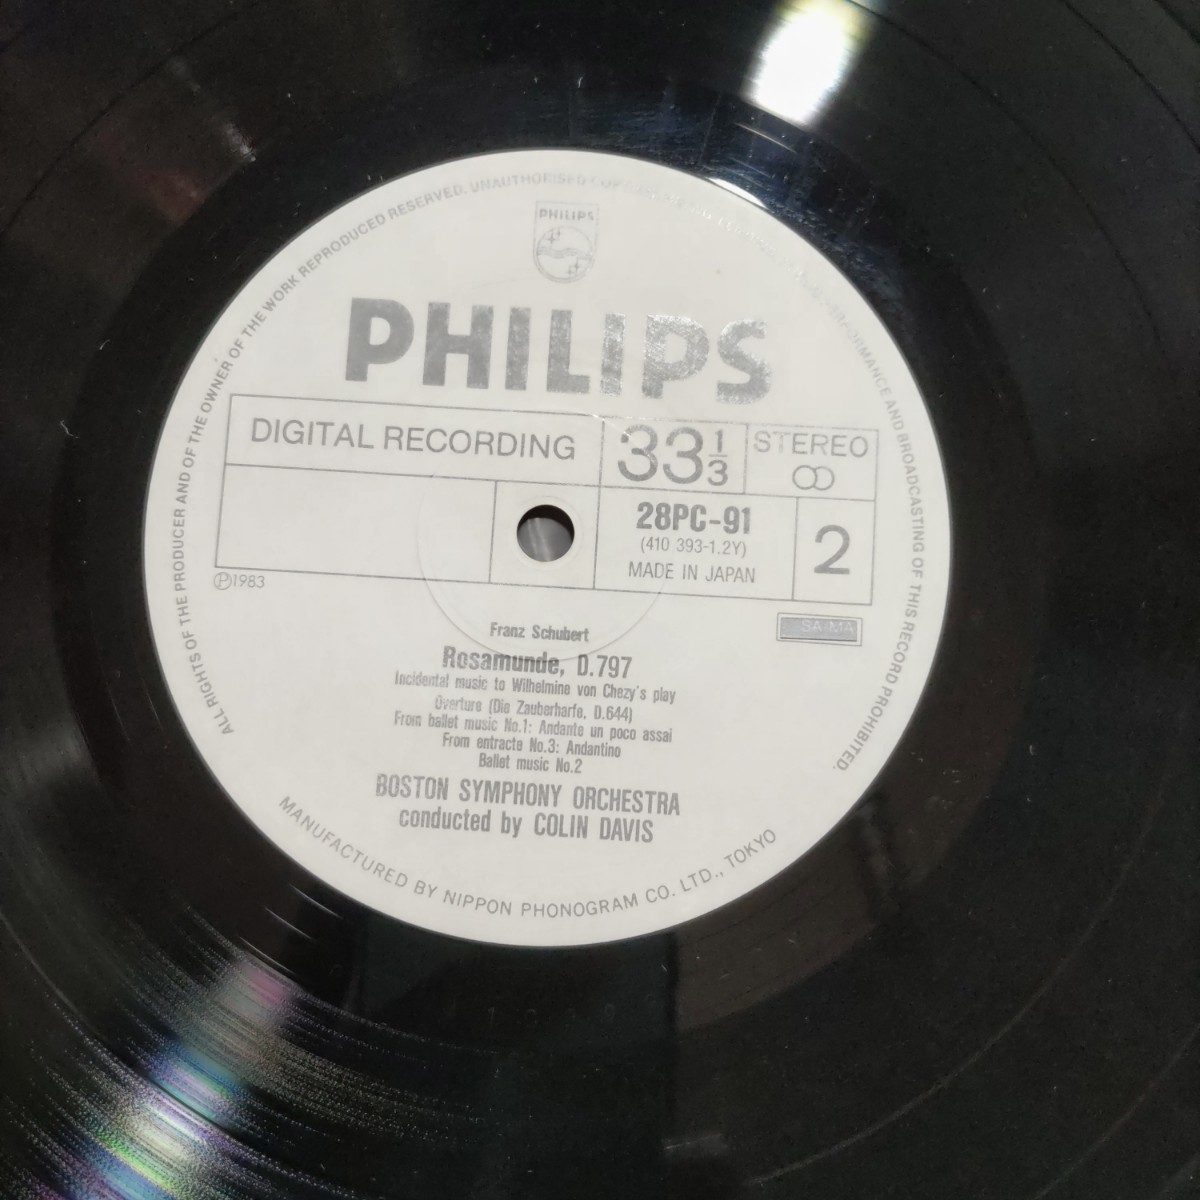 ALL RIGHTS OF THE PRODUCER AND OF THE OWNER OF THE WORK REPRODUCED RESERVED. UNAUTHORISED PERFORMANCE AND BROADCASTING OF THIS RECORD PROHIBITED.
PHILIPS
PHILIPS
DIGITAL RECORDING
33 1/3
STEREO
28PC-91
(410 393-1.2Y)
MADE IN JAPAN
2
Ⓟ1983
Franz Schubert
Rosamunde, D.797
Incidental music to Wilhelmine von Chezy's play
Overture (Die Zauberharfe, D.644)
From ballet music No.1: Andante un poco assai
From entracte No.3: Andantino
Ballet music No.2
BOSTON SYMPHONY ORCHESTRA
conducted by COLIN DAVIS
MANUFACTURED BY NIPPON PHONOGRAM CO. LTD., TOKYO